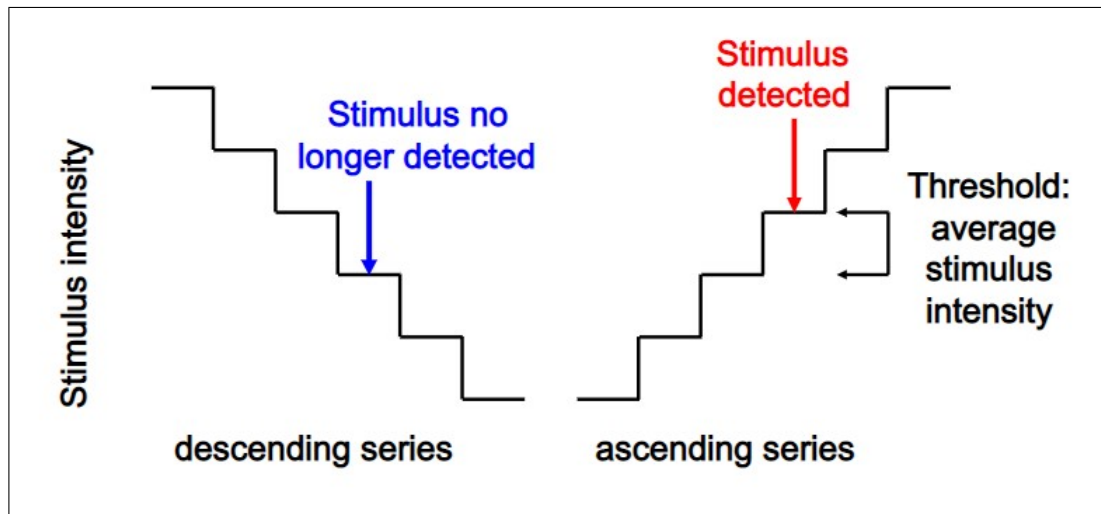 Stimulus intensity
Stimulus no
longer detected
Stimulus
detected
Threshold:
average
stimulus
intensity
descending series
ascending series